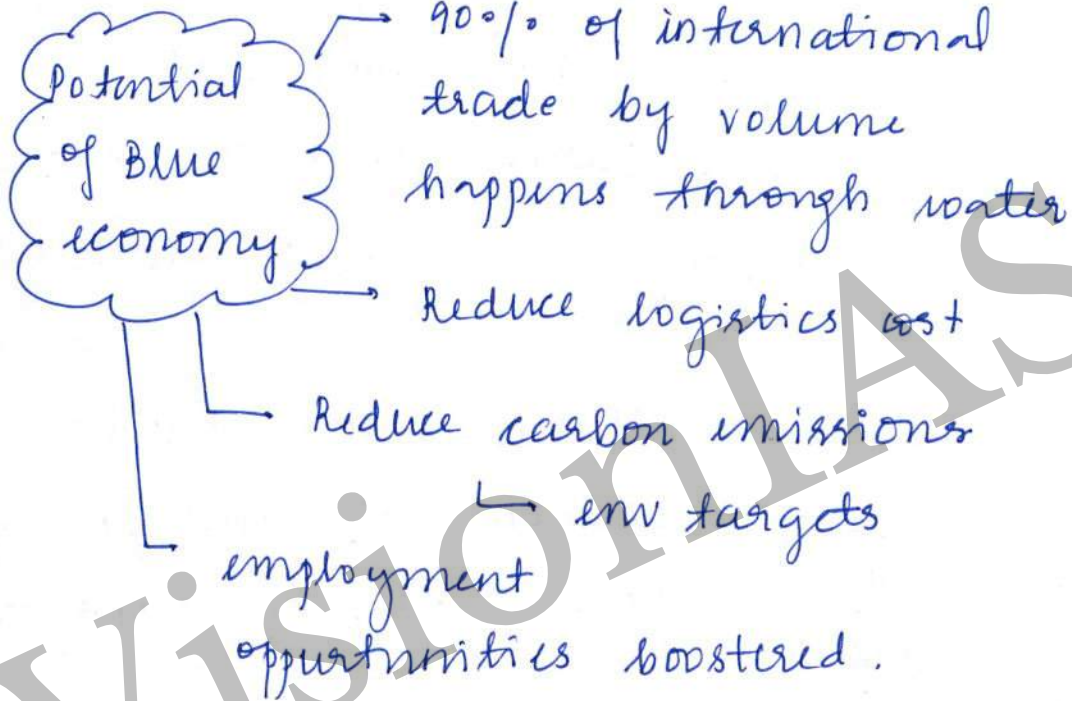 Potential
of Blue
economy
90% of international
trade by volume
happens through water
Reduce logistics cost
Reduce carbon emissions
env targets
employment
oppurtunities boostered.
VisionIAS